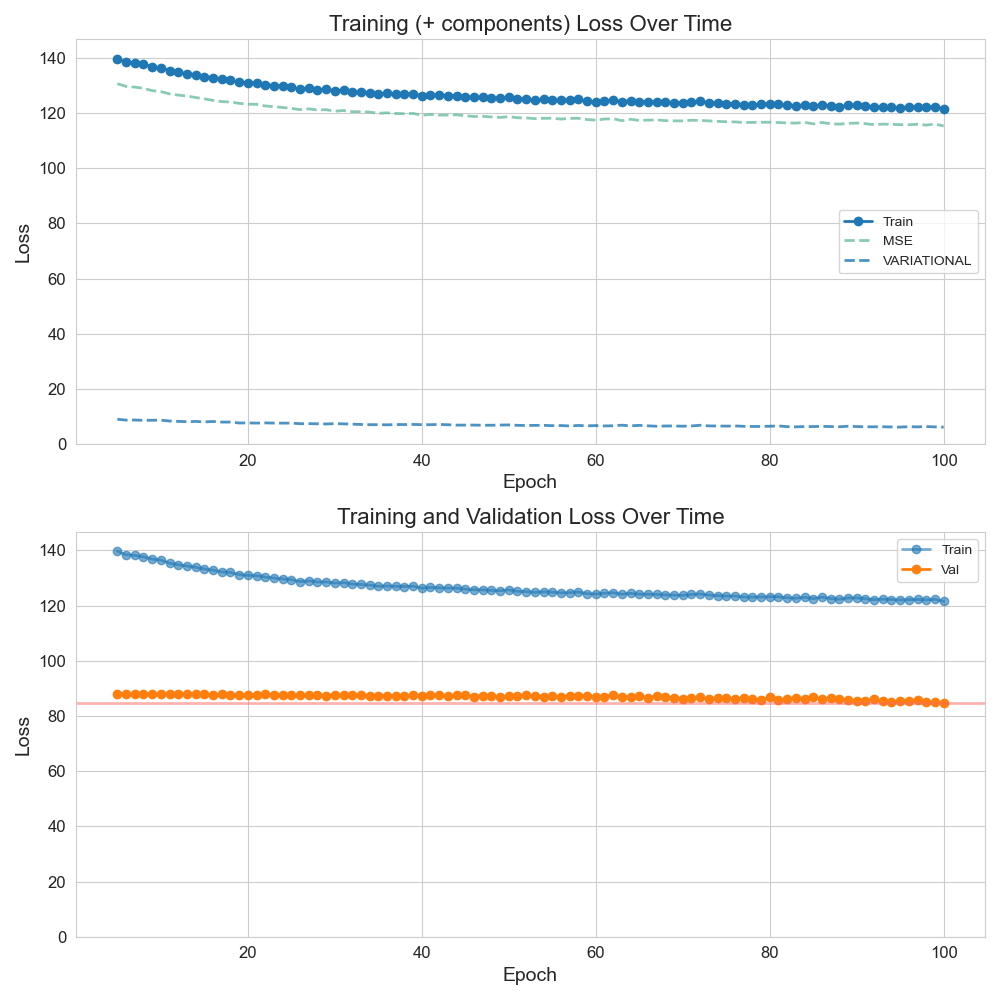 Training (+ components) Loss Over Time
140
120
100
80
60
40
20
0
Loss
Train
MSE
VARIATIONAL
20 40 60 80 100
Epoch
Training and Validation Loss Over Time
140
120
100
80
60
40
20
0
Loss
Train
Val
20 40 60 80 100
Epoch